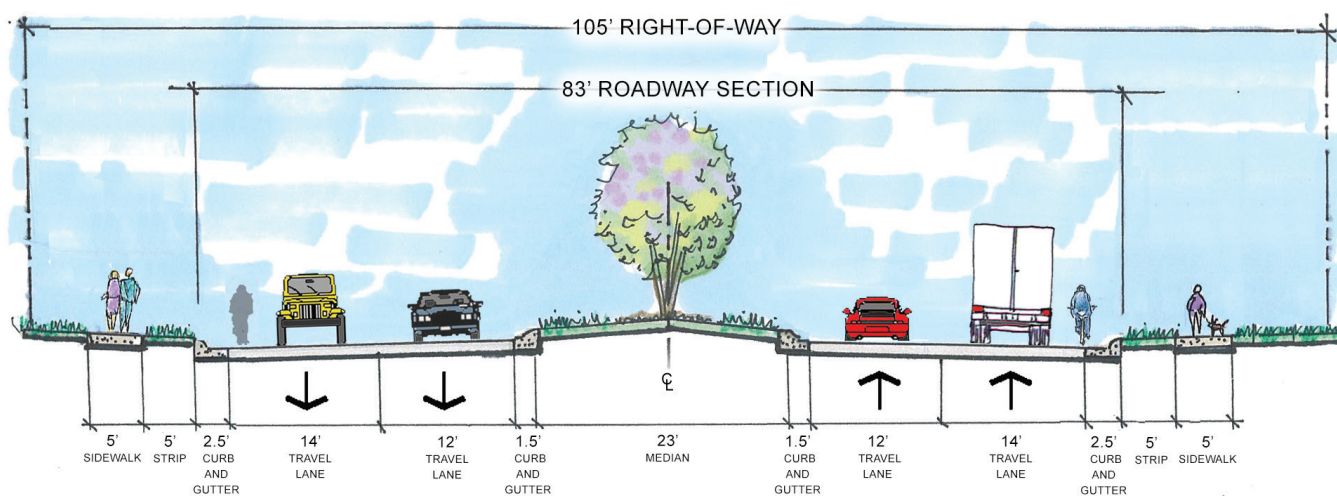 105' RIGHT-OF-WAY
83' ROADWAY SECTION
℄
5' 5' 2.5' 14' 12' 1.5' 23' 1.5' 12' 14' 2.5' 5' 5'
SIDEWALK STRIP CURB TRAVEL TRAVEL CURB MEDIAN CURB TRAVEL TRAVEL CURB STRIP SIDEWALK
AND LANE LANE AND AND LANE LANE AND
GUTTER GUTTER GUTTER GUTTER